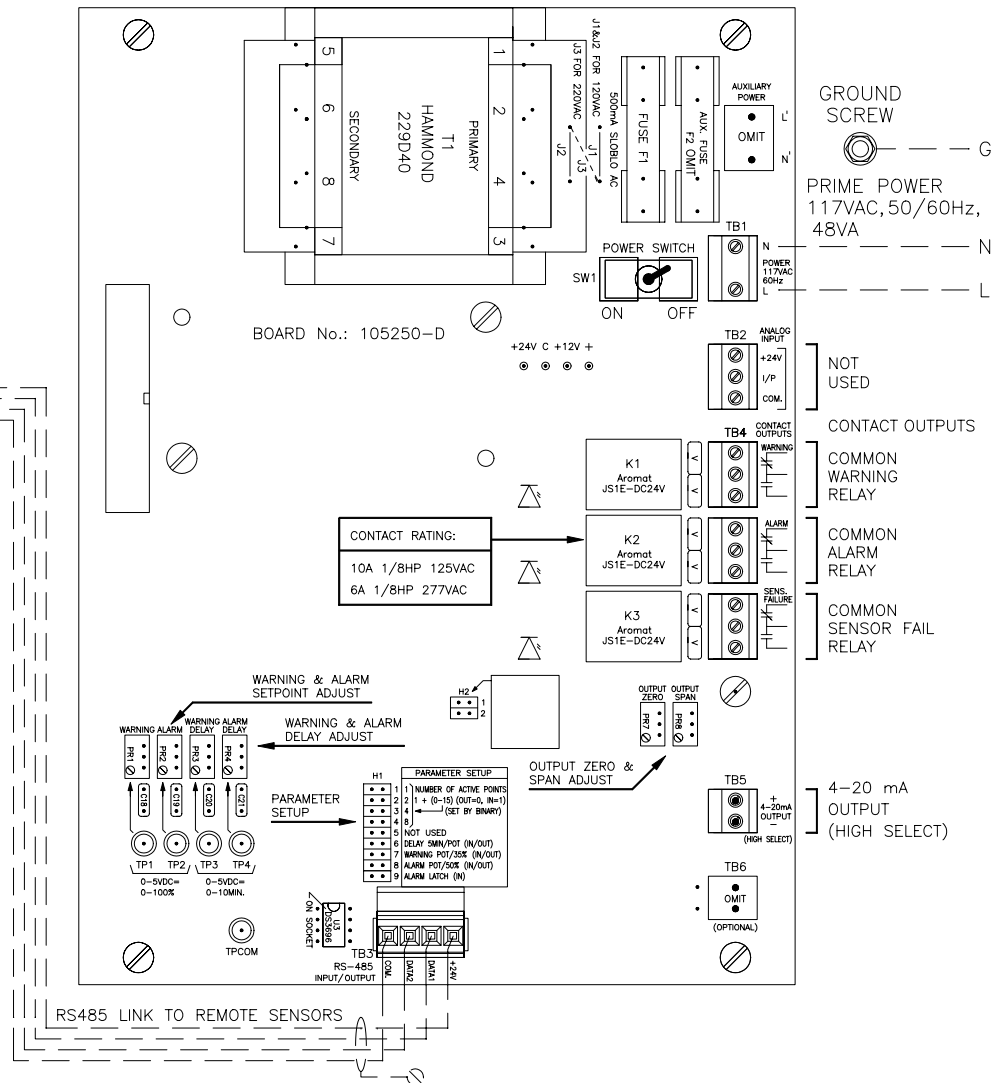 5
6
8
7
SECONDARY
T1
HAMMOND
229D40
PRIMARY
1
2
4
3
J1&J2 FOR 120VAC
J3 FOR 220VAC
J1
J2
J3
500mA SLOBLO AC
FUSE F1
AUX. FUSE
F2 OMIT
AUXILIARY
POWER
OMIT
L'
N'
GROUND
SCREW
G
PRIME POWER
117VAC, 50/60Hz,
48VA
TB1
N
POWER
117VAC
60Hz
L
N
L
POWER SWITCH
SW1
ON
OFF
BOARD No.: 105250-D
+24V C +12V +
TB2
ANALOG
INPUT
+24V
I/P
COM.
NOT
USED
CONTACT OUTPUTS
TB4
CONTACT
OUTPUTS
WARNING
K1
Aromat
JS1E-DC24V
V
V
COMMON
WARNING
RELAY
CONTACT RATING:
10A 1/8HP 125VAC
6A 1/8HP 277VAC
K2
Aromat
JS1E-DC24V
V
V
ALARM
COMMON
ALARM
RELAY
K3
Aromat
JS1E-DC24V
V
V
SENS.
FAILURE
COMMON
SENSOR FAIL
RELAY
WARNING & ALARM
SETPOINT ADJUST
WARNING & ALARM
DELAY ADJUST
WARNING
ALARM
WARNING
DELAY
ALARM
DELAY
PR1
PR2
PR3
PR4
C18
C19
C20
C21
TP1
TP2
TP3
TP4
0-5VDC=
0-100%
0-5VDC=
0-10MIN.
TPCOM
H2
1
2
OUTPUT
ZERO
OUTPUT
SPAN
PR7
PR8
OUTPUT ZERO &
SPAN ADJUST
PARAMETER
SETUP
H1
PARAMETER SETUP
1 1 NUMBER OF ACTIVE POINTS
2 2 1 + (0-15) (OUT=0, IN=1)
3 4 (SET BY BINARY)
4 8
5 NOT USED
6 DELAY 5MIN/POT (IN/OUT)
7 WARNING POT/35% (IN/OUT)
8 ALARM POT/50% (IN/OUT)
9 ALARM LATCH (IN)
TB5
+
4-20mA
OUTPUT
-
(HIGH SELECT)
4-20 mA
OUTPUT
(HIGH SELECT)
TB6
OMIT
(OPTIONAL)
U3
DS3696
ON SOCKET
TB3
RS-485
INPUT/OUTPUT
COM.
DATA2
DATA1
+24V
RS485 LINK TO REMOTE SENSORS